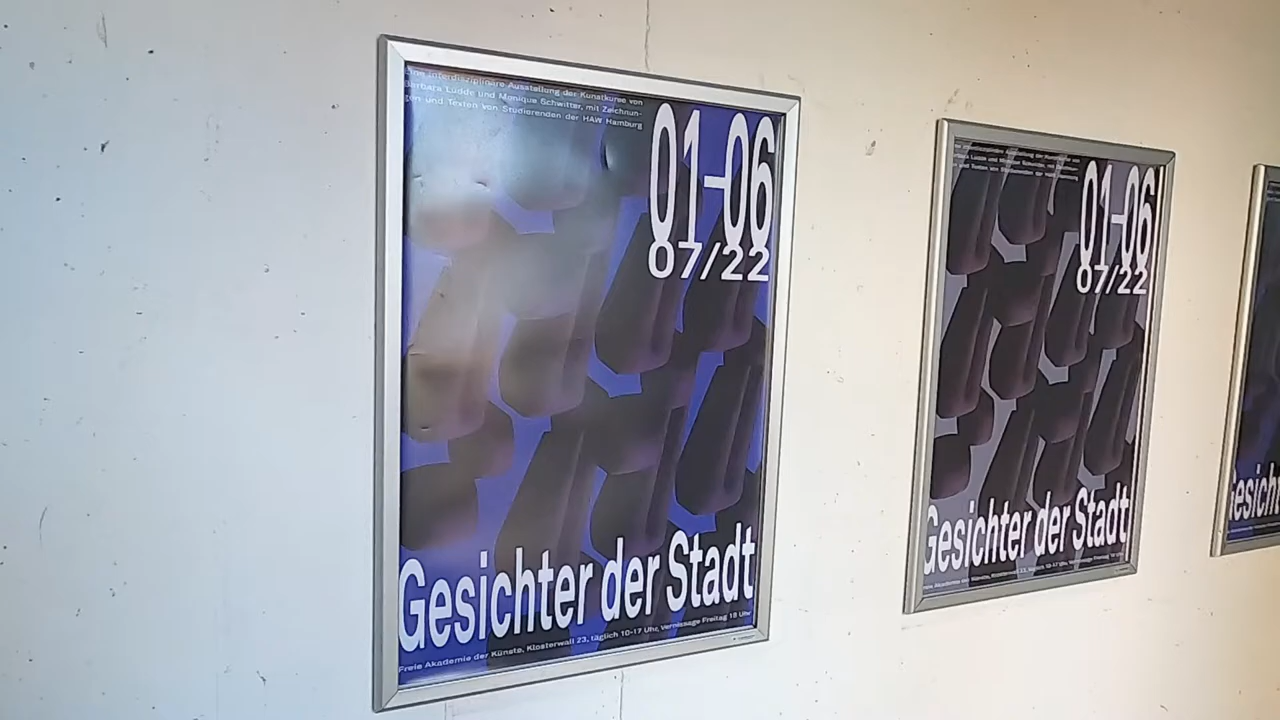 Eine interdisziplinäre Ausstellung der Kunstkurse von
Barbara Lüdde und Monique Schwitter, mit Zeichnun-
gen und Texten von Studierenden der HAW Hamburg
01–06
07/22
Gesichter der Stadt
Freie Akademie der Künste, Klosterwall 23, täglich 10-17 Uhr, Vernissage Freitag 18 Uhr
01–06
07/22
Gesichter der Stadt
Gesicht